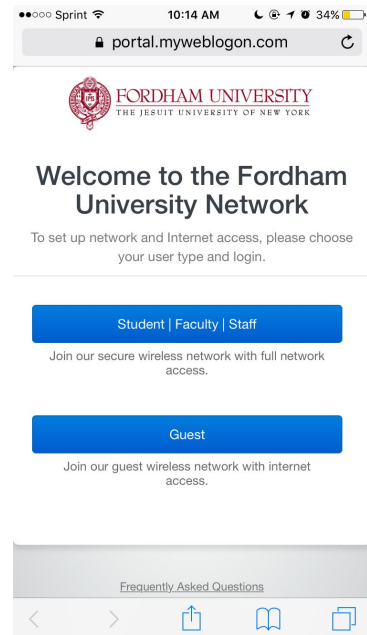 Sprint 10:14 AM 34%
portal.myweblogon.com
FORDHAM UNIVERSITY
THE JESUIT UNIVERSITY OF NEW YORK
Welcome to the Fordham
University Network
To set up network and Internet access, please choose
your user type and login.
Student | Faculty | Staff
Join our secure wireless network with full network
access.
Guest
Join our guest wireless network with internet
access.
Frequently Asked Questions